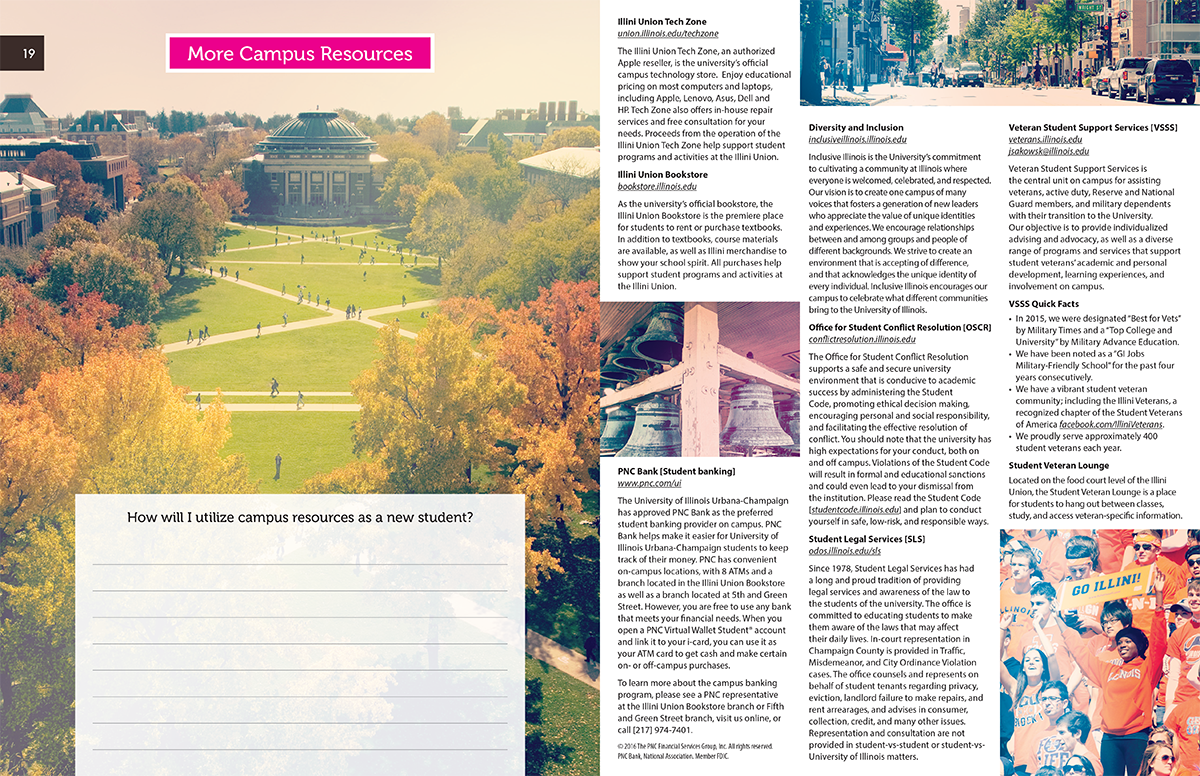 19
More Campus Resources
How will I utilize campus resources as a new student?
Illini Union Tech Zone
union.illinois.edu/techzone
The Illini Union Tech Zone, an authorized
Apple reseller, is the university's official
campus technology store. Enjoy educational
pricing on most computers and laptops,
including Apple, Lenovo, Asus, Dell and
HP. Tech Zone also offers in-house repair
services and free consultation for your
needs. Proceeds from the operation of the
Illini Union Tech Zone help support student
programs and activities at the Illini Union.
Illini Union Bookstore
bookstore.illinois.edu
As the university's official bookstore, the
Illini Union Bookstore is the premiere place
for students to rent or purchase textbooks.
In addition to textbooks, course materials
are available, as well as Illini merchandise to
show your school spirit. All purchases help
support student programs and activities at
the Illini Union.
PNC Bank [Student banking]
www.pnc.com/ui
The University of Illinois Urbana-Champaign
has approved PNC Bank as the preferred
student banking provider on campus. PNC
Bank helps make it easier for University of
Illinois Urbana-Champaign students to keep
track of their money. PNC has convenient
on-campus locations, with 8 ATMs and a
branch located in the Illini Union Bookstore
as well as a branch located at 5th and Green
Street. However, you are free to use any bank
that meets your financial needs. When you
open a PNC Virtual Wallet Student® account
and link it to your i-card, you can use it as
your ATM card to get cash and make certain
on- or off-campus purchases.
To learn more about the campus banking
program, please see a PNC representative
at the Illini Union Bookstore branch or Fifth
and Green Street branch, visit us online, or
call [217] 974-7401.
© 2016 The PNC Financial Services Group, Inc. All rights reserved.
PNC Bank, National Association. Member FDIC.
WRIGHT ST
Diversity and Inclusion
inclusiveillinois.illinois.edu
Inclusive Illinois is the University's commitment
to cultivating a community at Illinois where
everyone is welcomed, celebrated, and respected.
Our vision is to create one campus of many
voices that fosters a generation of new leaders
who appreciate the value of unique identities
and experiences. We encourage relationships
between and among groups and people of
different backgrounds. We strive to create an
environment that is accepting of difference,
and that acknowledges the unique identity of
every individual. Inclusive Illinois encourages our
campus to celebrate what different communities
bring to the University of Illinois.
Office for Student Conflict Resolution [OSCR]
conflictresolution.illinois.edu
The Office for Student Conflict Resolution
supports a safe and secure university
environment that is conducive to academic
success by administering the Student
Code, promoting ethical decision making,
encouraging personal and social responsibility,
and facilitating the effective resolution of
conflict. You should note that the university has
high expectations for your conduct, both on
and off campus. Violations of the Student Code
will result in formal and educational sanctions
and could even lead to your dismissal from
the institution. Please read the Student Code
[studentcode.illinois.edu] and plan to conduct
yourself in safe, low-risk, and responsible ways.
Student Legal Services [SLS]
odos.illinois.edu/sls
Since 1978, Student Legal Services has had
a long and proud tradition of providing
legal services and awareness of the law to
the students of the university. The office is
committed to educating students to make
them aware of the laws that may affect
their daily lives. In-court representation in
Champaign County is provided in Traffic,
Misdemeanor, and City Ordinance Violation
cases. The office counsels and represents on
behalf of student tenants regarding privacy,
eviction, landlord failure to make repairs, and
rent arrearages, and advises in consumer,
collection, credit, and many other issues.
Representation and consultation are not
provided in student-vs-student or student-vs-
University of Illinois matters.
Veteran Student Support Services [VSSS]
veterans.illinois.edu
jsakowsk@illinois.edu
Veteran Student Support Services is
the central unit on campus for assisting
veterans, active duty, Reserve and National
Guard members, and military dependents
with their transition to the University.
Our objective is to provide individualized
advising and advocacy, as well as a diverse
range of programs and services that support
student veterans' academic and personal
development, learning experiences, and
involvement on campus.
VSSS Quick Facts
• In 2015, we were designated "Best for Vets"
by Military Times and a "Top College and
University" by Military Advance Education.
• We have been noted as a "GI Jobs
Military-Friendly School" for the past four
years consecutively.
• We have a vibrant student veteran
community; including the Illini Veterans, a
recognized chapter of the Student Veterans
of America facebook.com/IlliniVeterans.
• We proudly serve approximately 400
student veterans each year.
Student Veteran Lounge
Located on the food court level of the Illini
Union, the Student Veteran Lounge is a place
for students to hang out between classes,
study, and access veteran-specific information.
GO ILLINI!